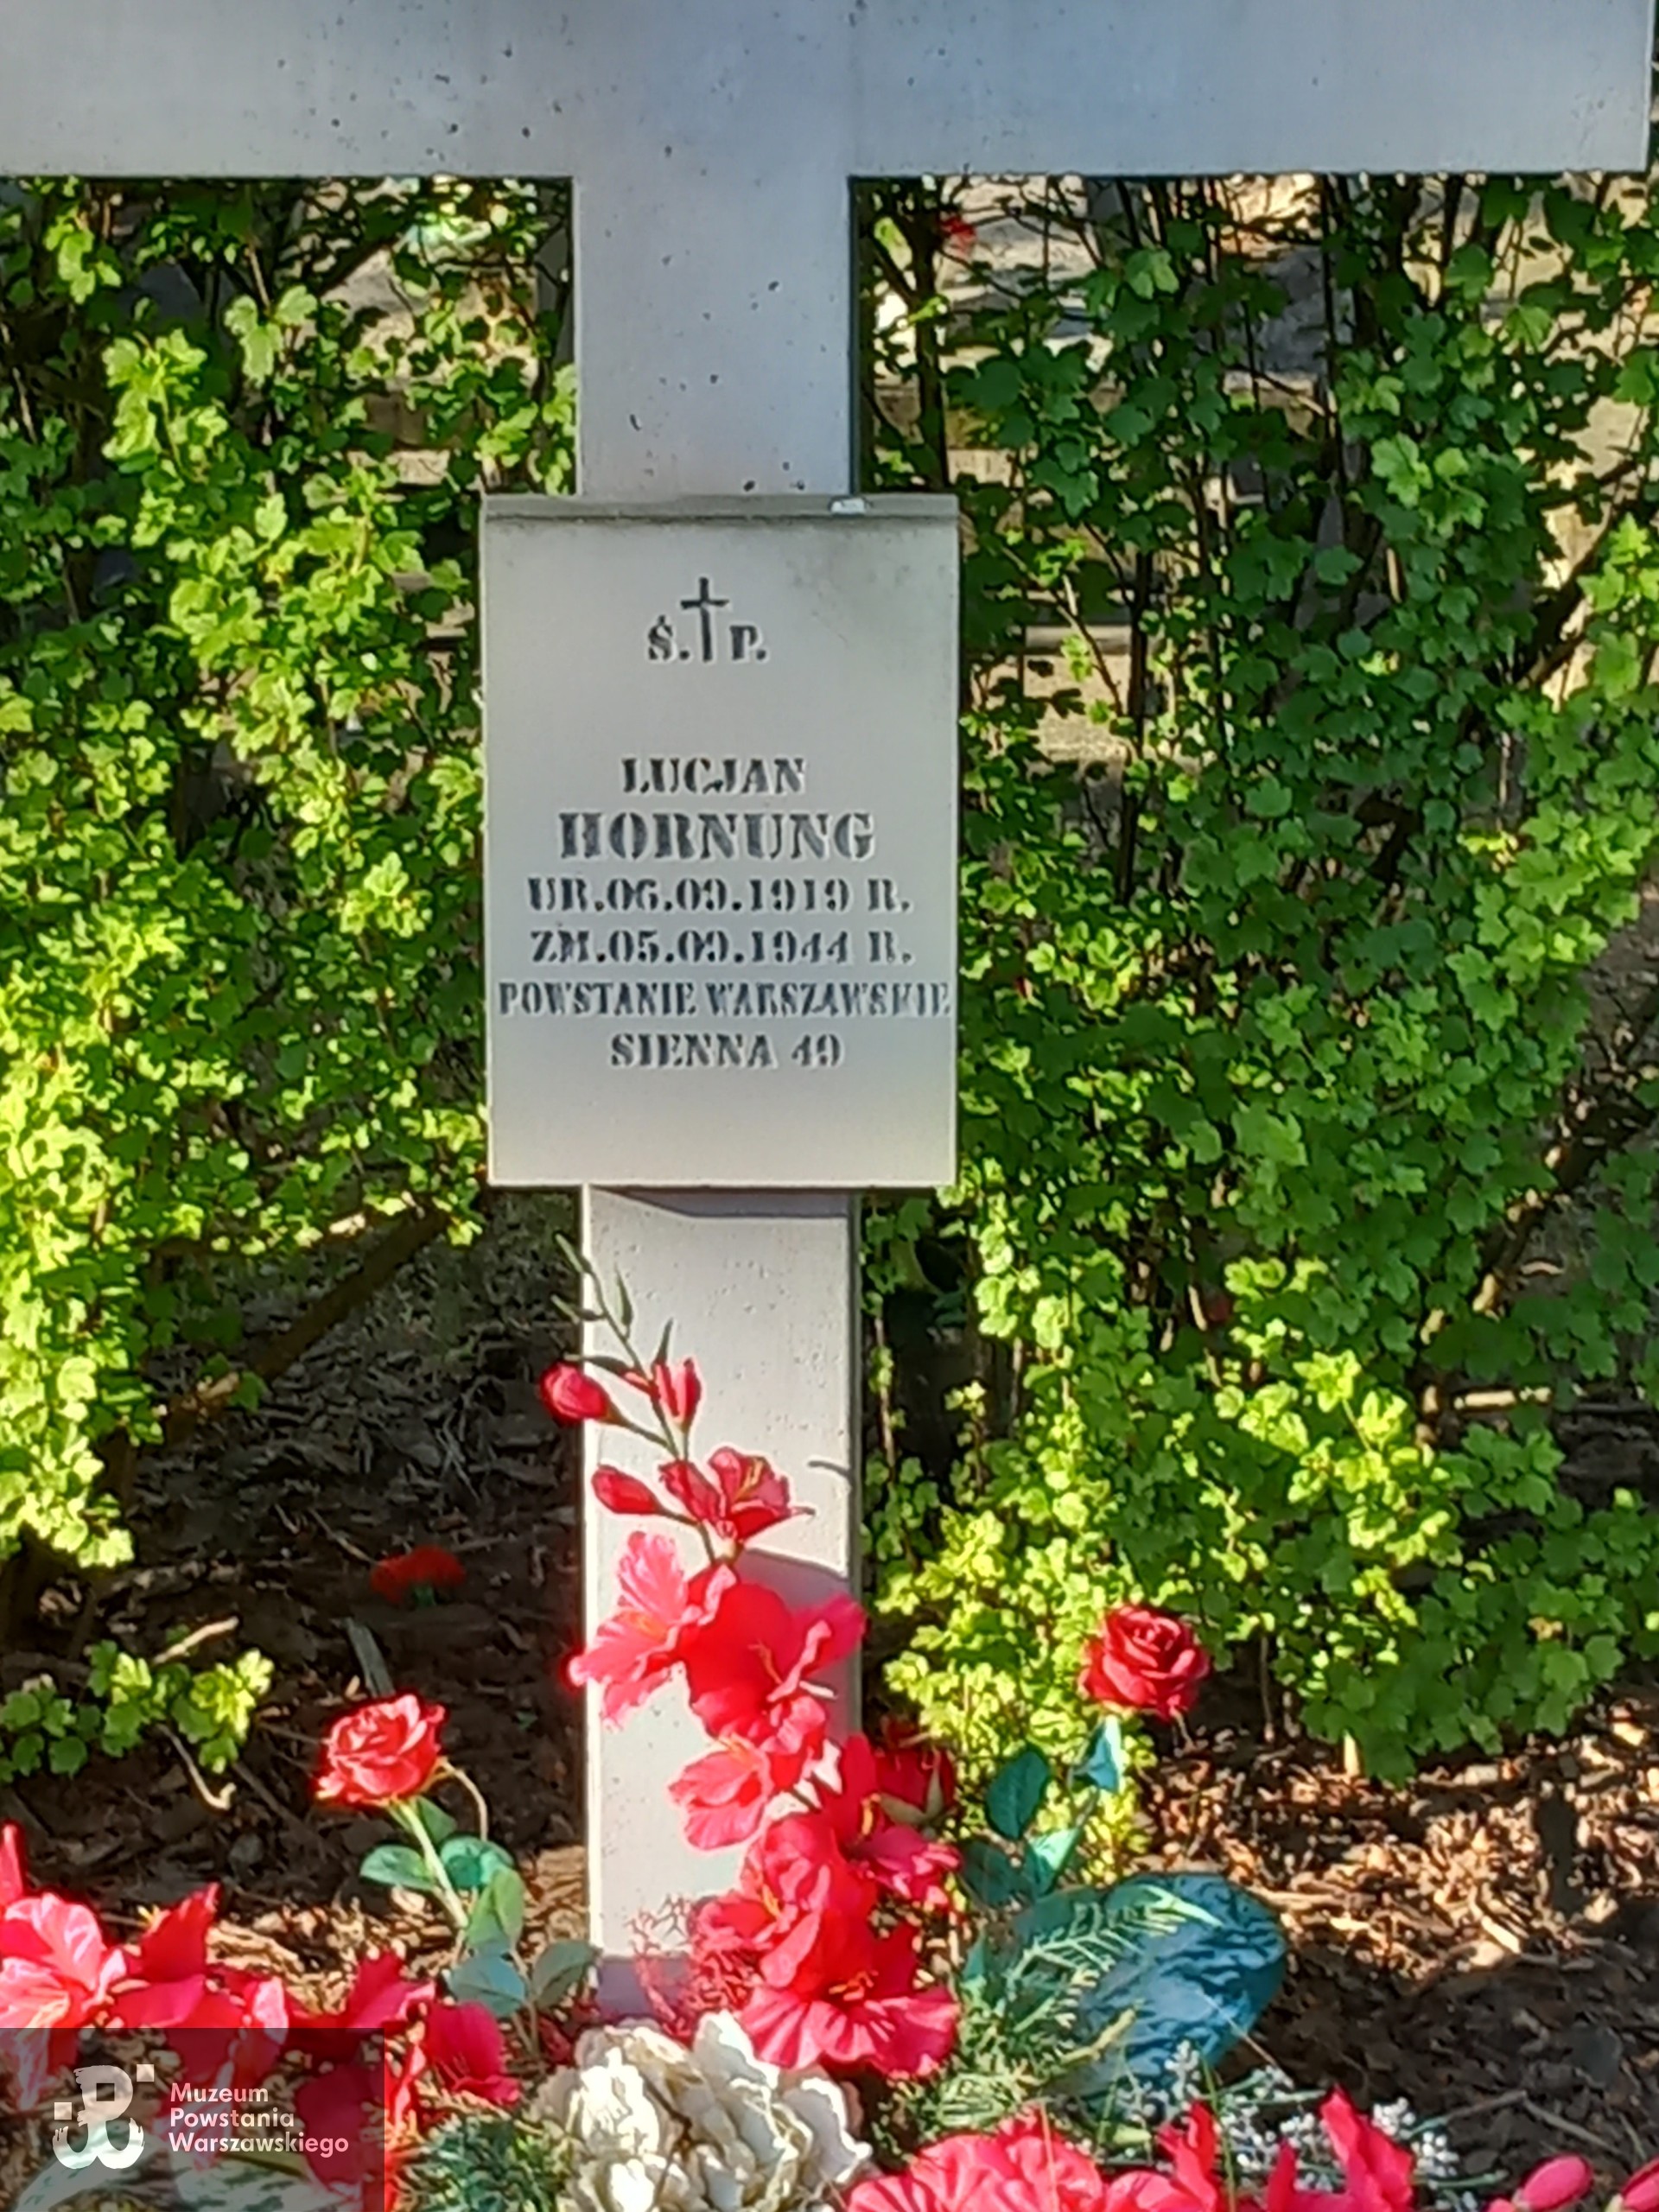 Ś.†P.
LUCJAN
HORNUNG
UR.06.09.1919 R.
ZM.05.09.1944 R.
POWSTANIE WARSZAWSKIE
SIENNA 49
Muzeum
Powstania
Warszawskiego